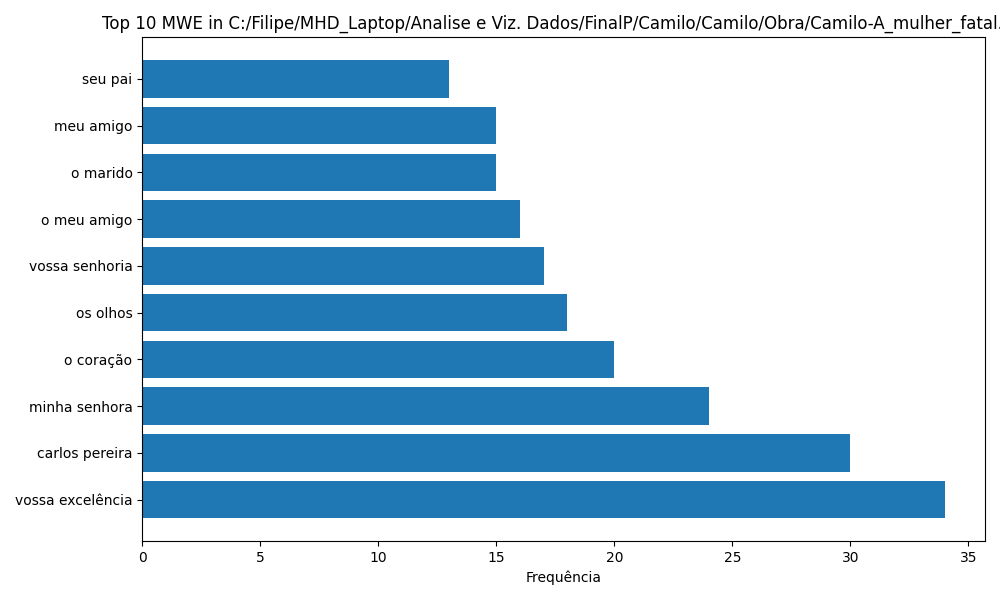 Top 10 MWE in C:/Filipe/MHD_Laptop/Analise e Viz. Dados/FinalP/Camilo/Camilo/Obra/Camilo-A_mulher_fatal.
seu pai
meu amigo
o marido
o meu amigo
vossa senhoria
os olhos
o coração
minha senhora
carlos pereira
vossa excelência
0 5 10 15 20 25 30 35
Frequência